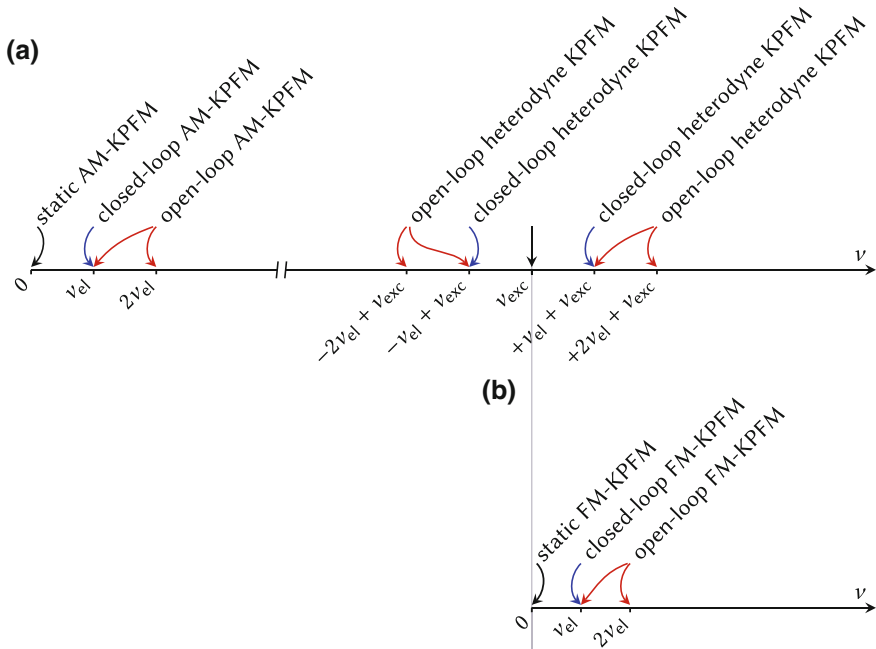 (a)
static AM-KPFM
closed-loop AM-KPFM
open-loop AM-KPFM
open-loop heterodyne KPFM
closed-loop heterodyne KPFM
closed-loop heterodyne KPFM
open-loop heterodyne KPFM
ν
0
νel
2νel
−2νel + νexc
−νel + νexc
νexc
+νel + νexc
+2νel + νexc
(b)
static FM-KPFM
closed-loop FM-KPFM
open-loop FM-KPFM
ν
0
νel
2νel